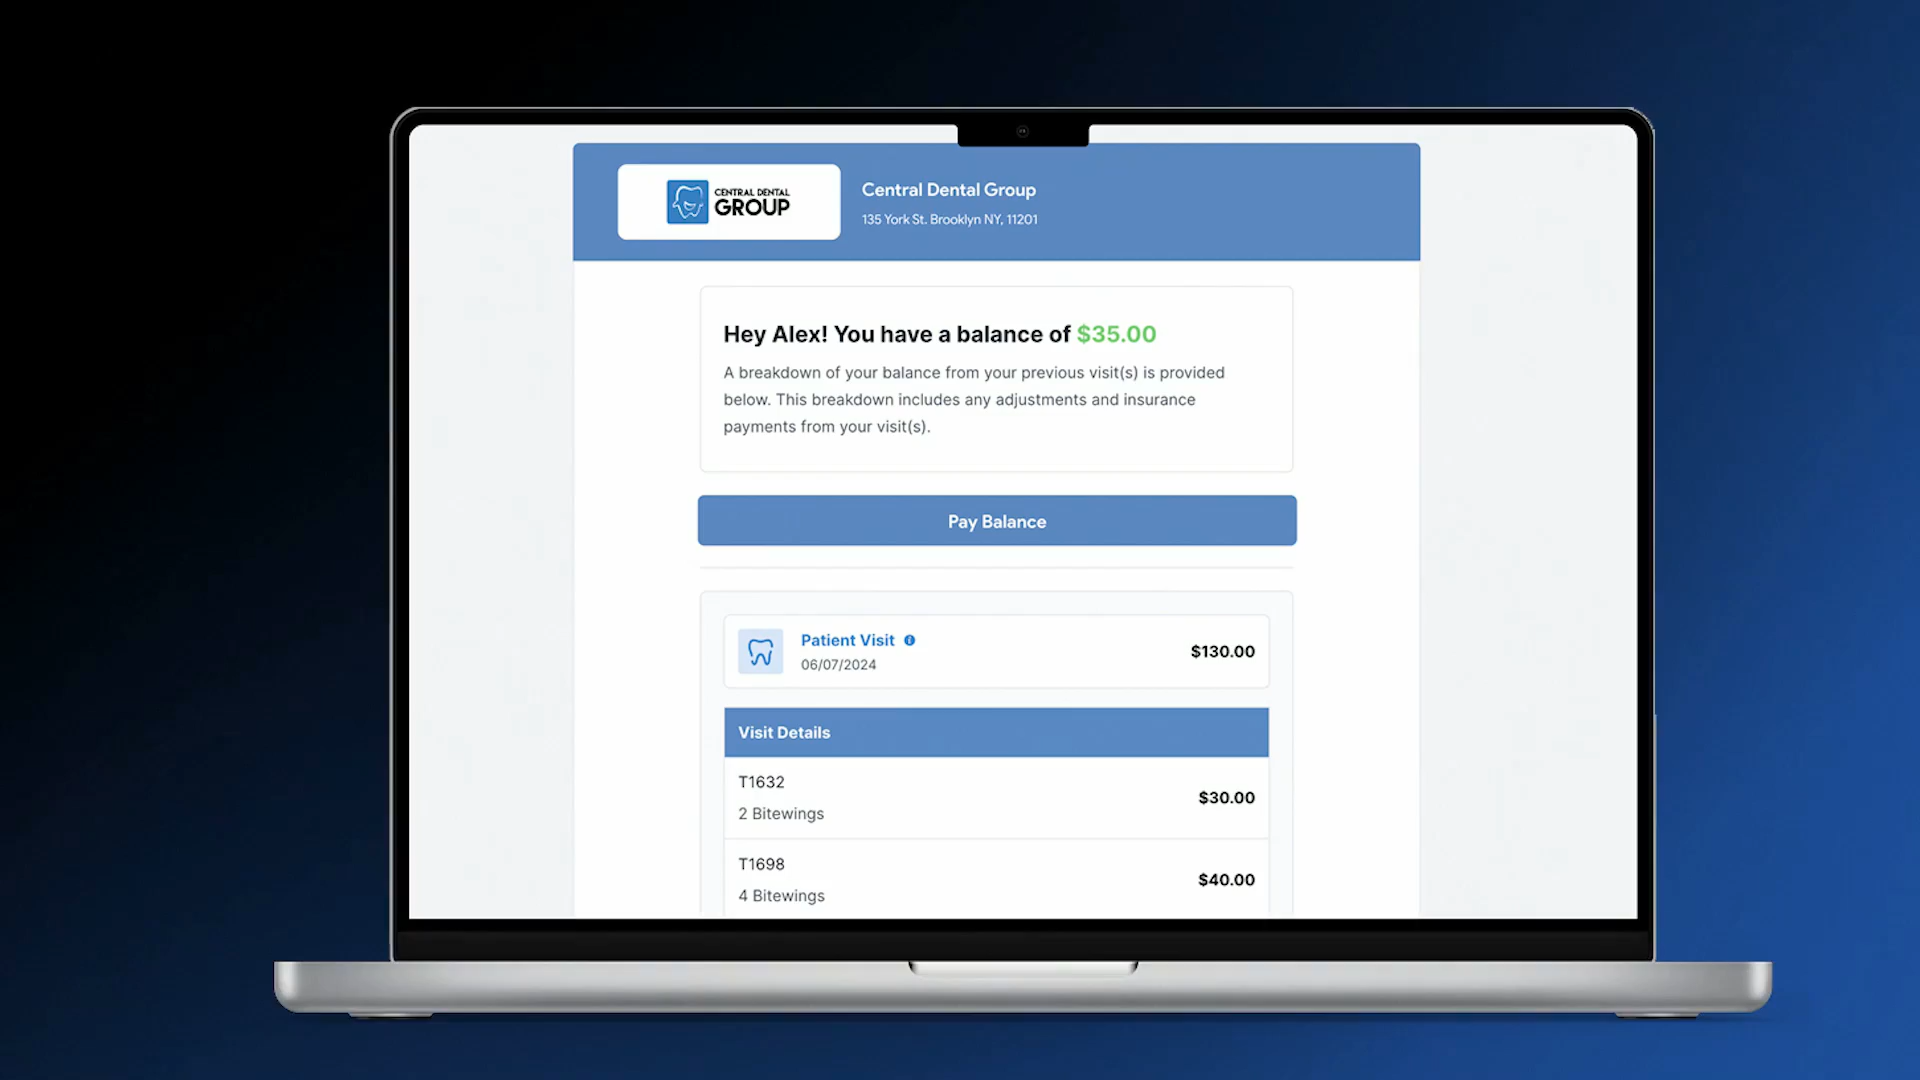 CENTRAL DENTAL
GROUP
Central Dental Group
135 York St. Brooklyn NY, 11201
Hey Alex! You have a balance of $35.00
A breakdown of your balance from your previous visit(s) is provided
below. This breakdown includes any adjustments and insurance
payments from your visit(s).
Pay Balance
Patient Visit
06/07/2024
$130.00
Visit Details
T1632
2 Bitewings
$30.00
T1698
4 Bitewings
$40.00